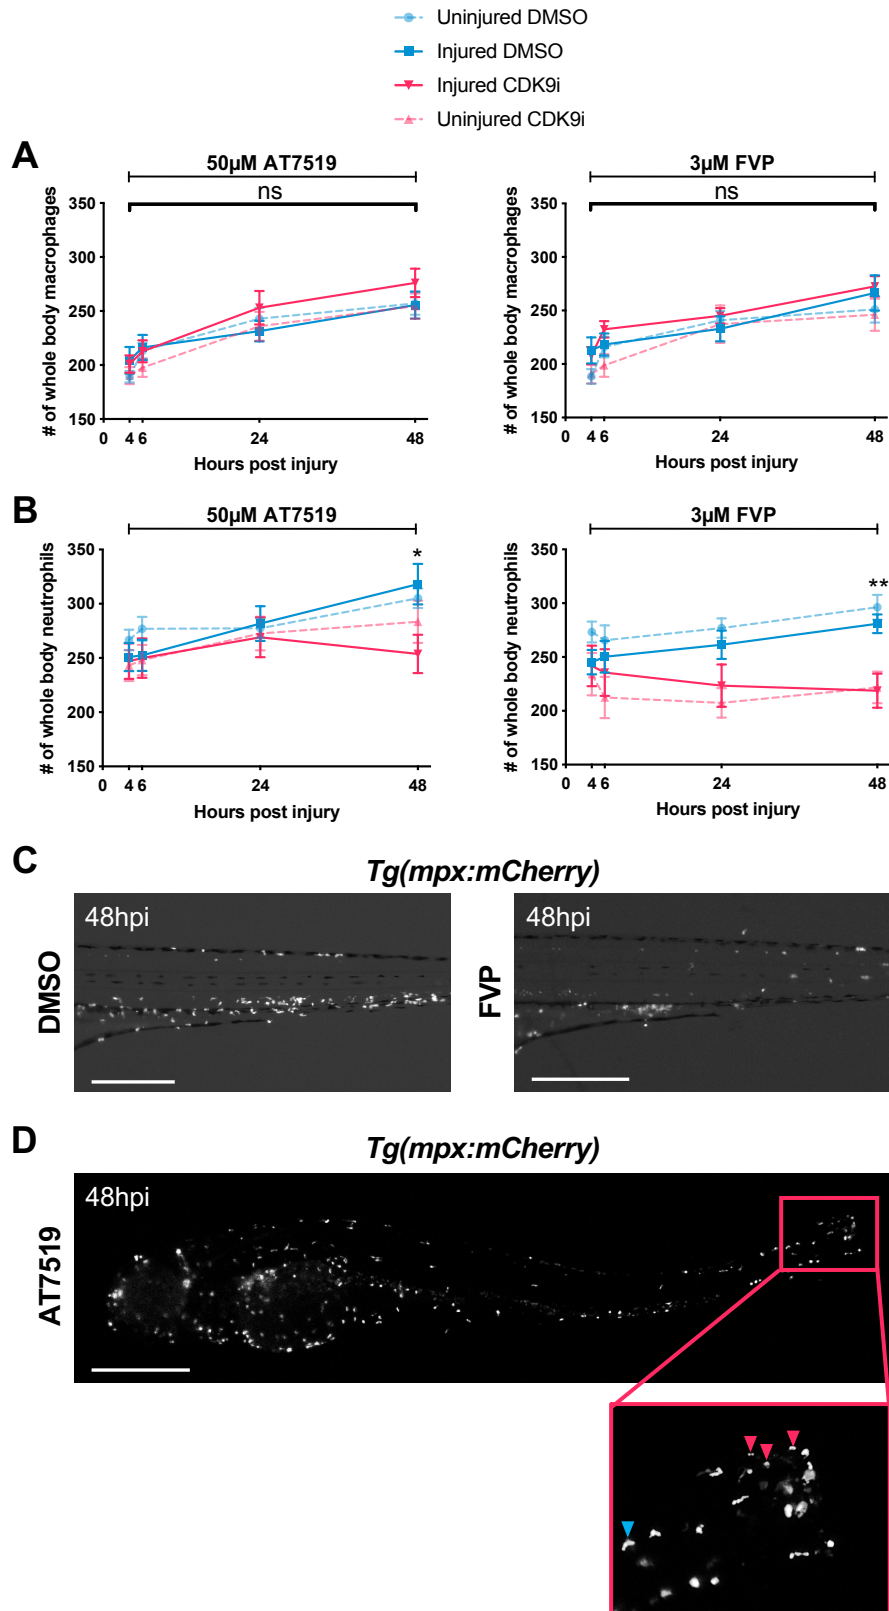 Uninjured DMSO
Injured DMSO
Injured CDK9i
Uninjured CDK9i
A
50µM AT7519
ns
# of whole body macrophages
350
300
250
200
150
0 4 6 24 48
Hours post injury
3µM FVP
ns
# of whole body macrophages
350
300
250
200
150
0 4 6 24 48
Hours post injury
B
50µM AT7519
*
# of whole body neutrophils
350
300
250
200
150
0 4 6 24 48
Hours post injury
3µM FVP
**
# of whole body neutrophils
350
300
250
200
150
0 4 6 24 48
Hours post injury
C
Tg(mpx:mCherry)
DMSO
48hpi
FVP
48hpi
D
Tg(mpx:mCherry)
AT7519
48hpi